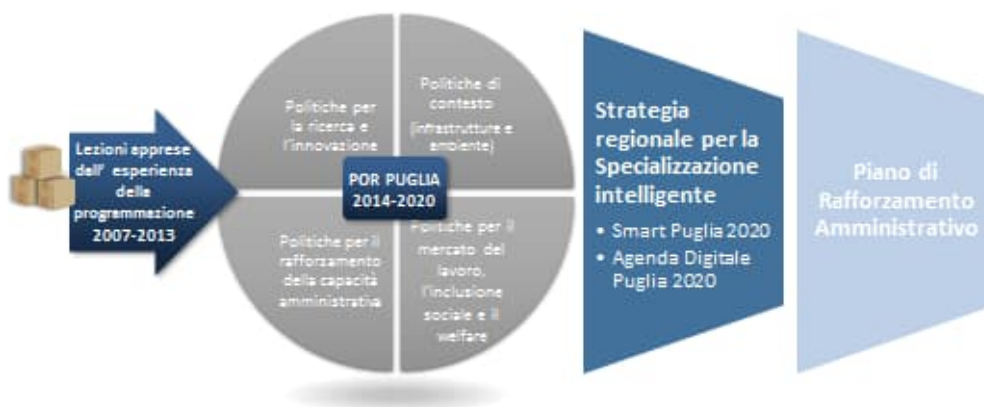 Lezioni apprese
dall' esperienza
della
programmazione
2007-2013
Politiche per
la ricerca e
l'innovazione
Politiche di
contesto
(infrastrutture e
ambiente)
POR PUGLIA
2014-2020
Politiche per il
rafforzamento
della capacità
amministrativa
Politiche per il
mercato del
lavoro,
l'inclusione
sociale e il
welfare
Strategia
regionale per la
Specializzazione
intelligente
• Smart Puglia 2020
• Agenda Digitale
Puglia 2020
Piano di
Rafforzamento
Amministrativo